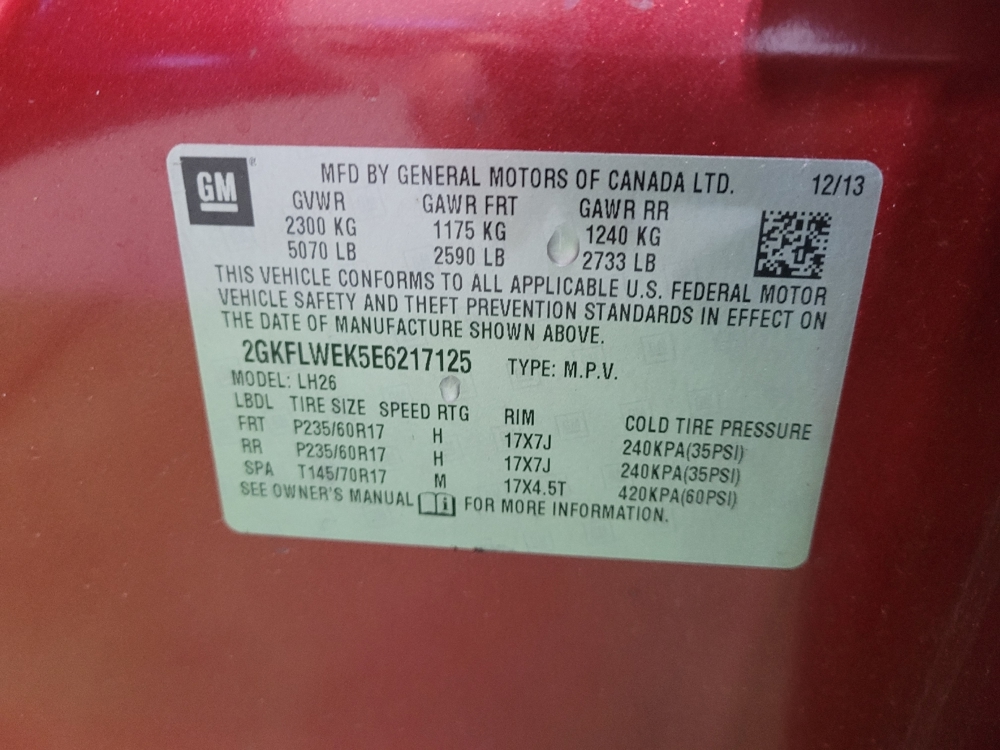 GM
MFD BY GENERAL MOTORS OF CANADA LTD. 12/13
GVWR GAWR FRT GAWR RR
2300 KG 1175 KG 1240 KG
5070 LB 2590 LB 2733 LB
THIS VEHICLE CONFORMS TO ALL APPLICABLE U.S. FEDERAL MOTOR
VEHICLE SAFETY AND THEFT PREVENTION STANDARDS IN EFFECT ON
THE DATE OF MANUFACTURE SHOWN ABOVE.
2GKFLWEK5E6217125 TYPE: M.P.V.
MODEL: LH26
LBDL TIRE SIZE SPEED RTG RIM COLD TIRE PRESSURE
FRT P235/60R17 H 17X7J 240KPA(35PSI)
RR P235/60R17 H 17X7J 240KPA(35PSI)
SPA T145/70R17 M 17X4.5T 420KPA(60PSI)
SEE OWNER'S MANUAL i FOR MORE INFORMATION.